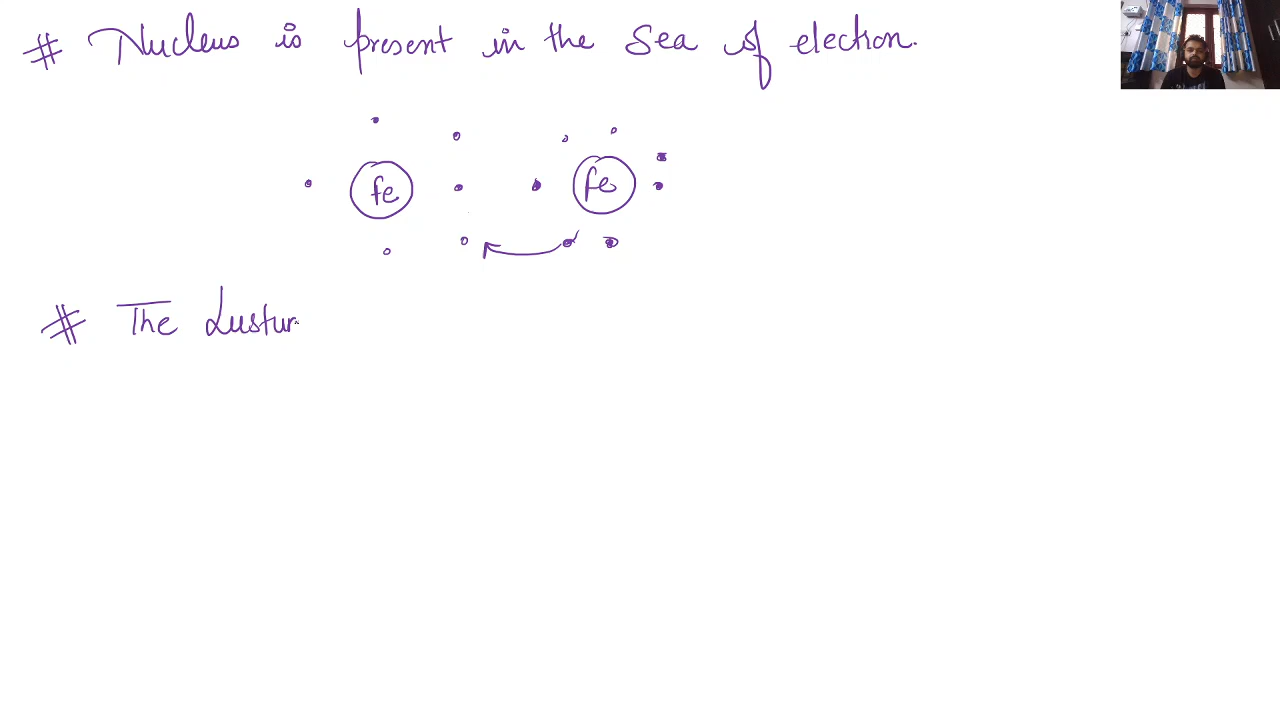 # Nucleus is present in the sea of election.
fe fe
# The Lustur